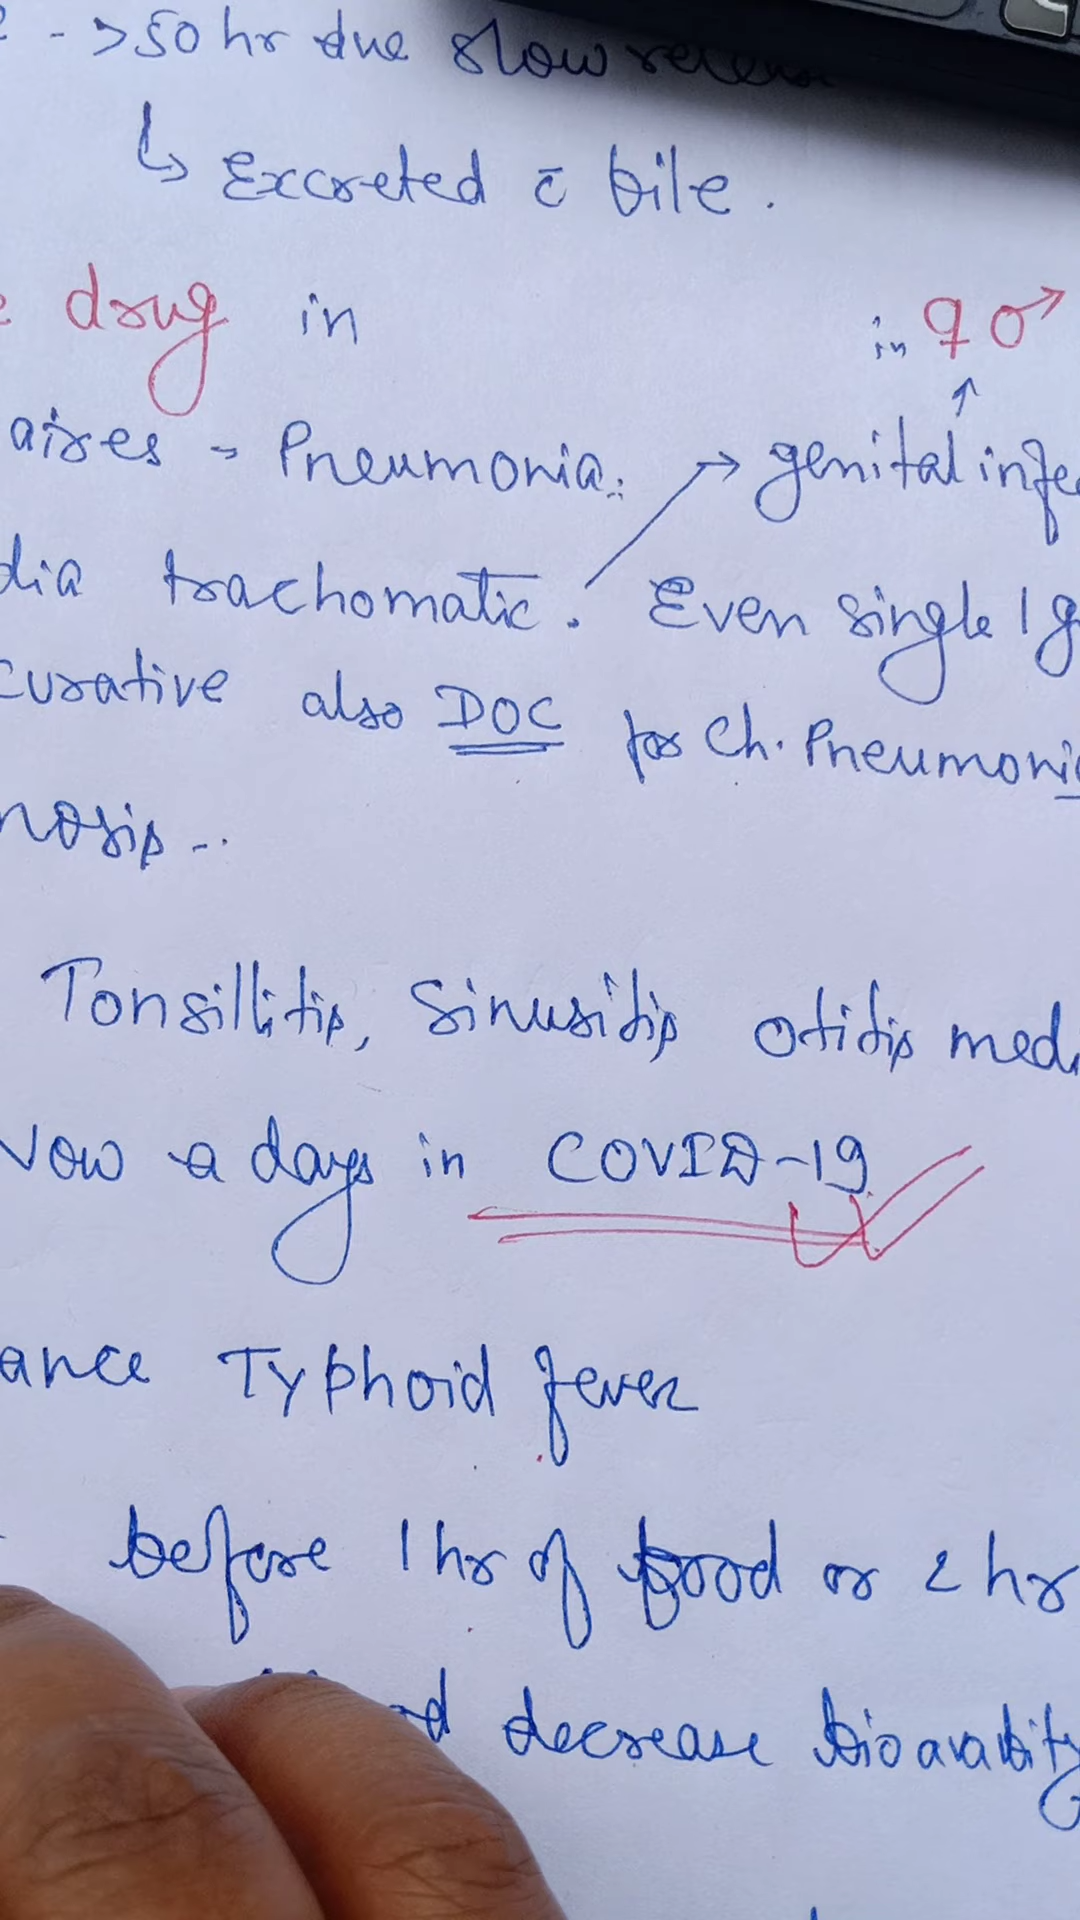 -> 50 hr due slow
↳ Excreted c̄ bile.
drug in
in ♀ ♂
aires - Pneumonia. → genital infe
dia trachomatic. Even single 1g
curative also DOC for Ch. Pneumonia
nosis -.
Tonsillitis, Sinusitis otitis med
Now a days in COVID-19
ance Typhoid fever
before 1 hr of food or 2 hr
d decrease bioavabity